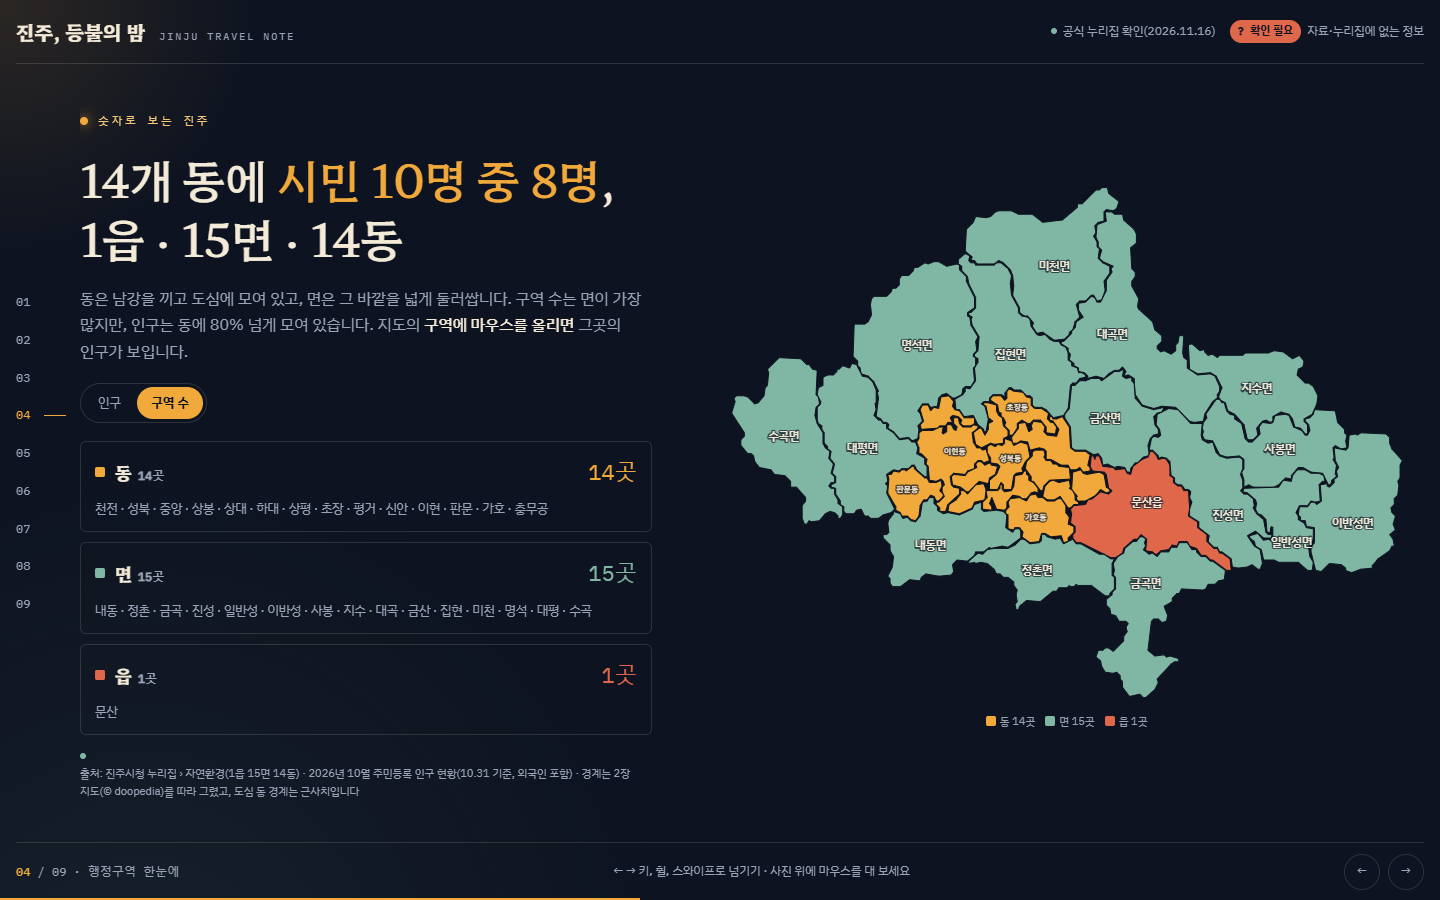 진주, 등불의 밤 JINJU TRAVEL NOTE
공식 누리집 확인(2026.11.16) ? 확인 필요 자료·누리집에 없는 정보
숫자로 보는 진주
14개 동에 시민 10명 중 8명,
1읍 · 15면 · 14동
동은 남강을 끼고 도심에 모여 있고, 면은 그 바깥을 넓게 둘러쌉니다. 구역 수는 면이 가장
많지만, 인구는 동에 80% 넘게 모여 있습니다. 지도의 구역에 마우스를 올리면 그곳의
인구가 보입니다.
인구 구역 수
동 14곳 14곳
천전 · 성북 · 중앙 · 상봉 · 상대 · 하대 · 상평 · 초장 · 평거 · 신안 · 이현 · 판문 · 가호 · 충무공
면 15곳 15곳
내동 · 정촌 · 금곡 · 진성 · 일반성 · 이반성 · 사봉 · 지수 · 대곡 · 금산 · 집현 · 미천 · 명석 · 대평 · 수곡
읍 1곳 1곳
문산
출처: 진주시청 누리집 › 자연환경(1읍 15면 14동) · 2026년 10월 주민등록 인구 현황(10.31 기준, 외국인 포함) · 경계는 2장
지도(© doopedia)를 따라 그렸고, 도심 동 경계는 근사치입니다
01
02
03
04
05
06
07
08
09
미천면
대곡면
명석면
집현면
지수면
초장동
금산면
수곡면
대평면
이현동
성북동
사봉면
판문동
문산읍
가호동
진성면
이반성면
내동면
일반성면
정촌면
금곡면
동 14곳 면 15곳 읍 1곳
04 / 09 · 행정구역 한눈에
← → 키, 휠, 스와이프로 넘기기 · 사진 위에 마우스를 대 보세요
← →